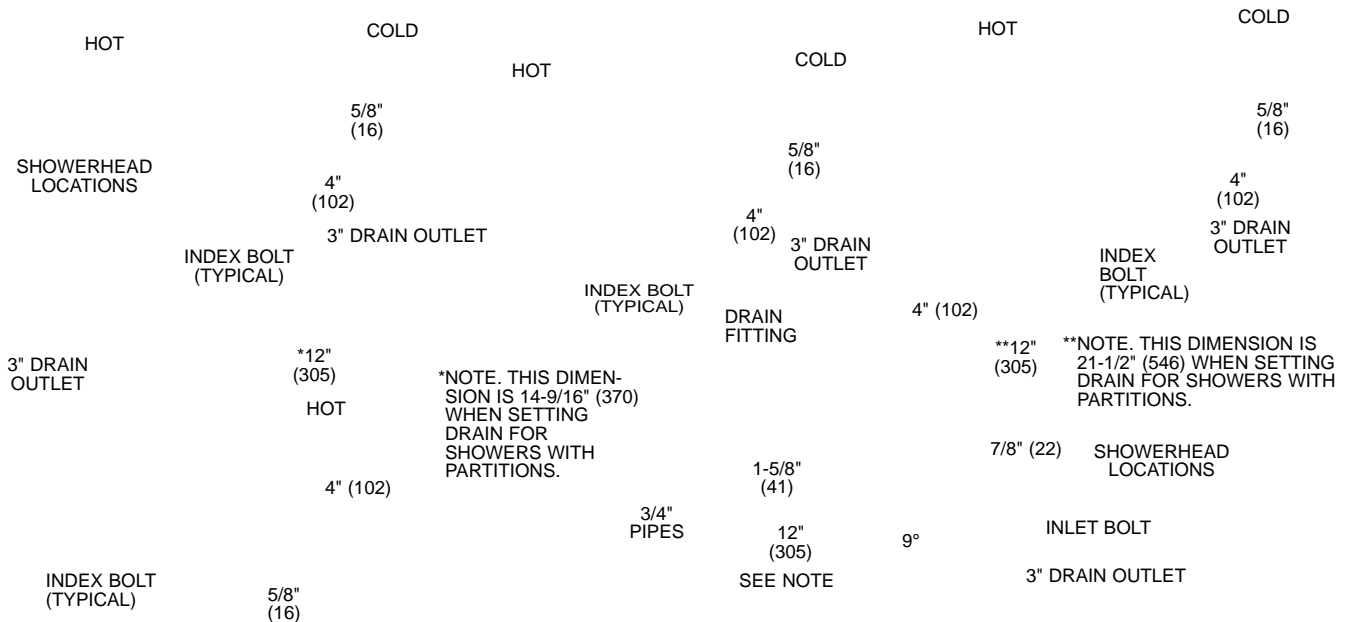 HOT
COLD
HOT
COLD
HOT
COLD
5/8"
(16)
5/8"
(16)
5/8"
(16)
SHOWERHEAD
LOCATIONS
4"
(102)
3" DRAIN OUTLET
INDEX BOLT
(TYPICAL)
4"
(102)
3" DRAIN
OUTLET
4"
(102)
3" DRAIN
OUTLET
INDEX
BOLT
(TYPICAL)
INDEX BOLT
(TYPICAL)
DRAIN
FITTING
4" (102)
3" DRAIN
OUTLET
*12"
(305)
HOT
*NOTE. THIS DIMEN-
SION IS 14-9/16" (370)
WHEN SETTING
DRAIN FOR
SHOWERS WITH
PARTITIONS.
**12"
(305)
**NOTE. THIS DIMENSION IS
21-1/2" (546) WHEN SETTING
DRAIN FOR SHOWERS WITH
PARTITIONS.
7/8" (22)
SHOWERHEAD
LOCATIONS
4" (102)
1-5/8"
(41)
3/4"
PIPES
12"
(305)
SEE NOTE
9°
INLET BOLT
3" DRAIN OUTLET
INDEX BOLT
(TYPICAL)
5/8"
(16)